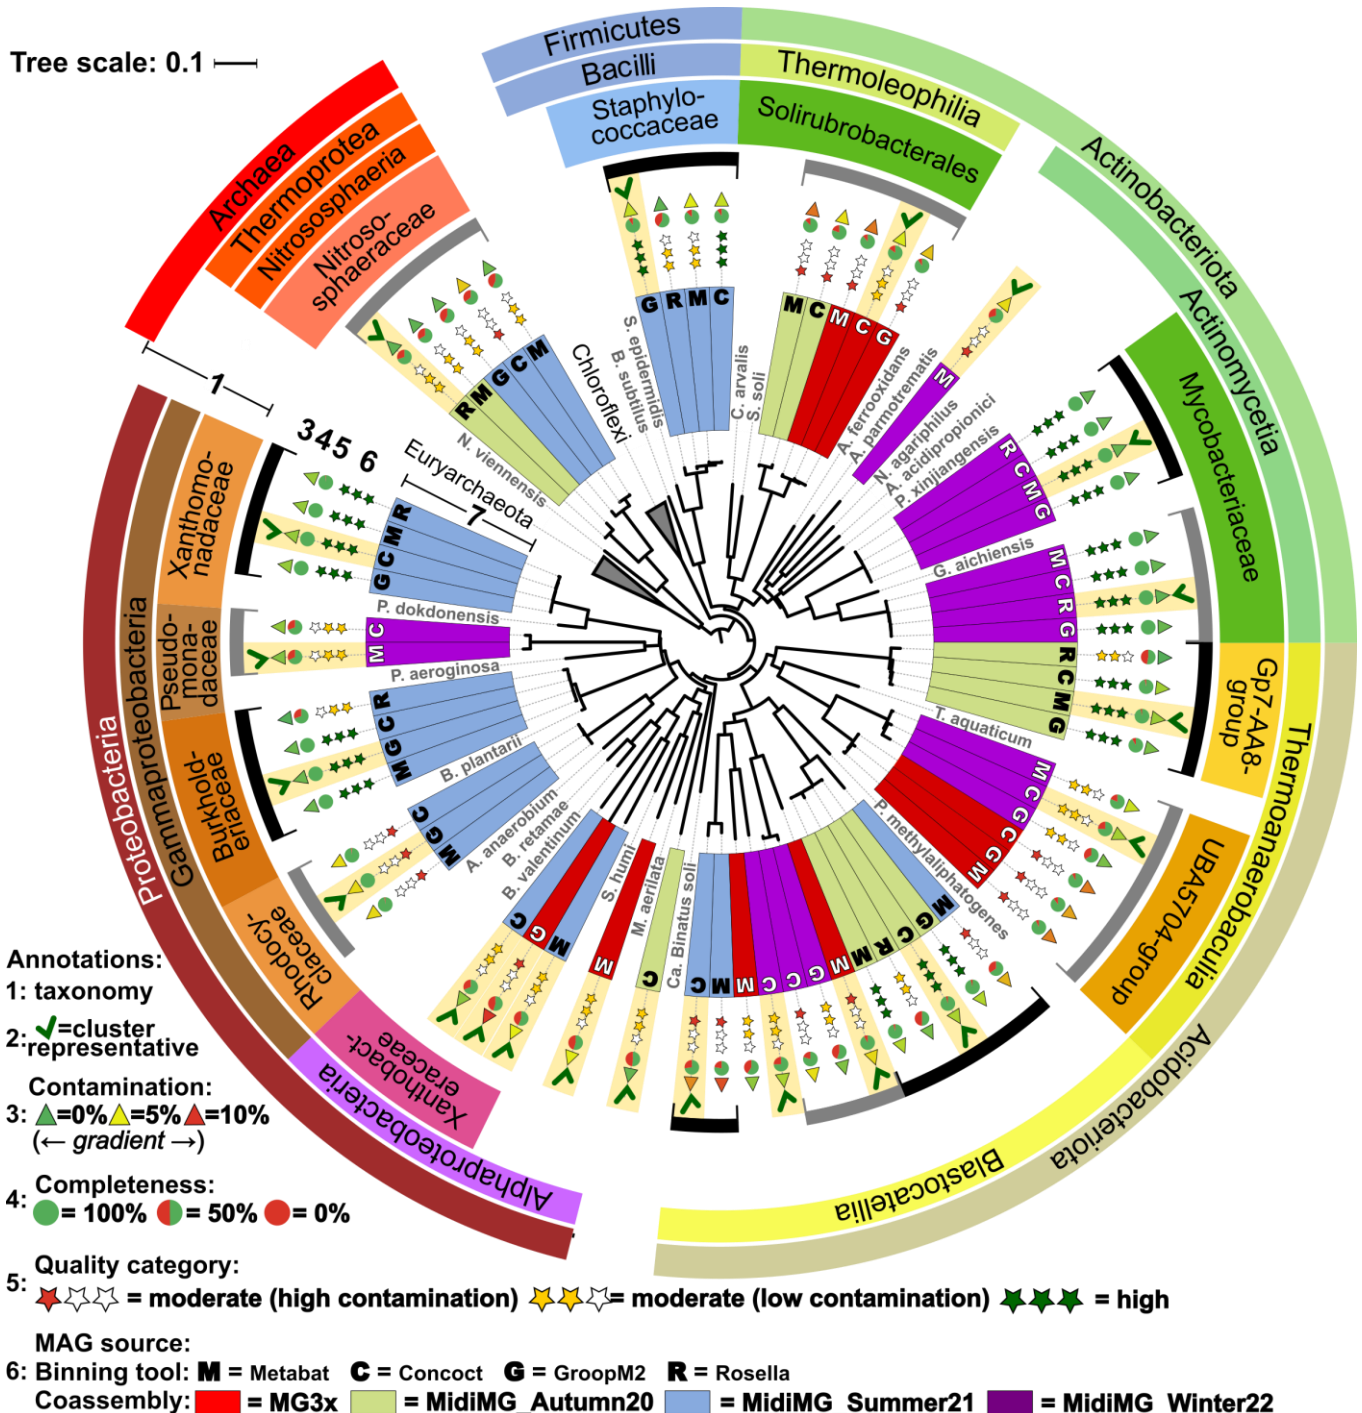 Tree scale: 0.1
Firmicutes
Bacilli
Staphylo-
coccaceae
Thermoleophilia
Solirubrobacterales
Actinobacteriota
Actinomycetia
Mycobacteriaceae
Archaea
Thermoprotea
Nitrososphaeria
Nitroso-
sphaeraceae
1
3 4 5 6
Euryarchaeota
7
Chloroflexi
N. viennensis
R M G C M
S. epidermidis
B. subtilus
G R M C
C. arvalis
S. soli
M C M C G
A. ferrooxidans
A. parmotrematis
M
N. agariphilus
A. acidipropionici
P. xinjiangensis
R C M G
G. aichiensis
M C R G
R C M G
T. aquaticum
M C G C G M
P. methylaliphatogenes
Gp7-AA8-
group
UBA5704-group
Thermoanaerobaculia
Acidobacteriota
Blastocatellia
M G C R M M G C C M M C
Ca. Binatus soli
C
M. aerilata
M
S. humi
M G C
B. valentinum
B. retamae
A. anaerobium
C G M
B. plantarii
R C G M
P. aeroginosa
C M
P. dokdonensis
R M C G
Xanthomo-
nadaceae
Pseudo-
mona-
daceae
Burkhold-
eriaceae
Rhodocy-
claceae
Xanthobact-
eraceae
Alphaproteobacteria
Gammaproteobacteria
Proteobacteria
Annotations:
1: taxonomy
2: =cluster
representative
Contamination:
3: =0% =5% =10%
(← gradient →)
Completeness:
4: = 100% = 50% = 0%
Quality category:
5: = moderate (high contamination) = moderate (low contamination) = high
MAG source:
6: Binning tool: M = Metabat C = Concoct G = GroopM2 R = Rosella
Coassembly: = MG3x = MidiMG_Autumn20 = MidiMG_Summer21 = MidiMG_Winter22